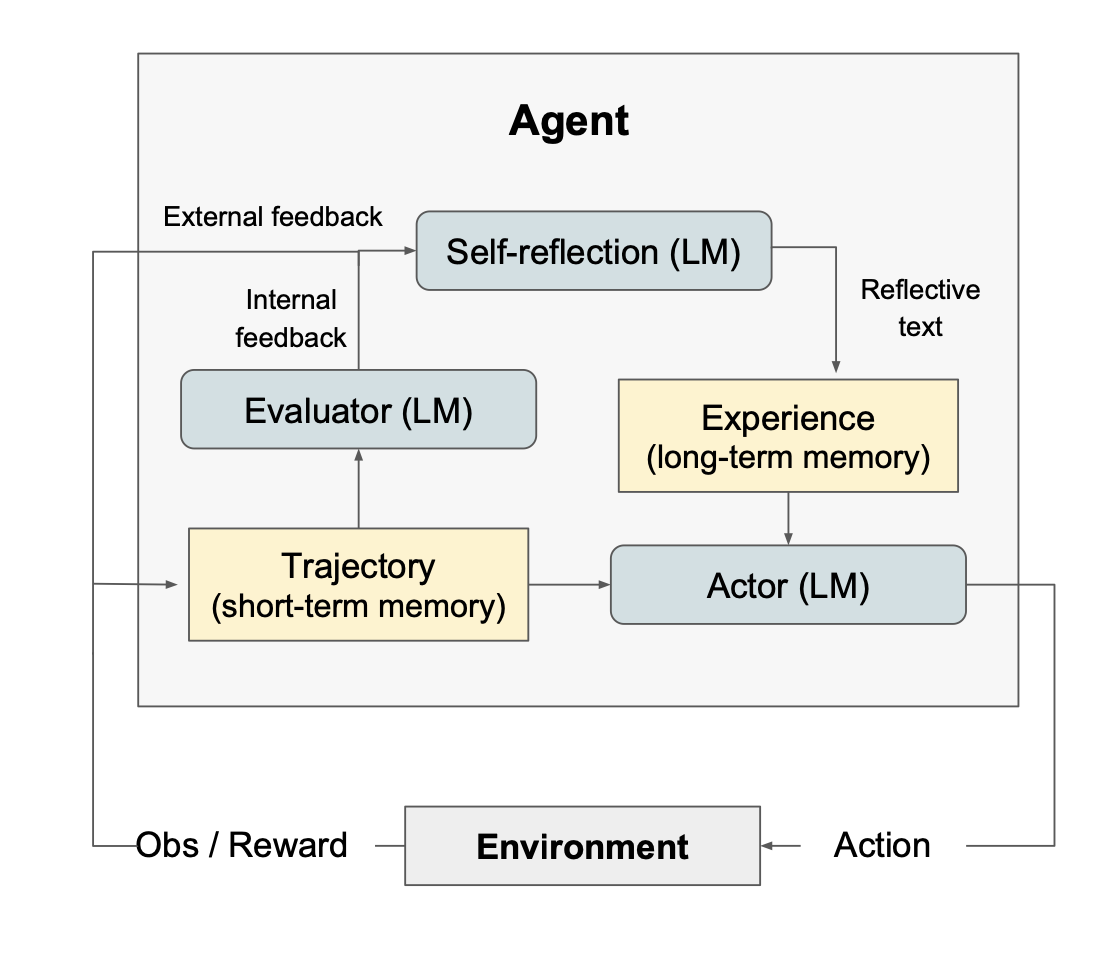 Agent
External feedback
Self-reflection (LM)
Internal
feedback
Reflective
text
Evaluator (LM)
Experience
(long-term memory)
Trajectory
(short-term memory)
Actor (LM)
Obs / Reward
Environment
Action